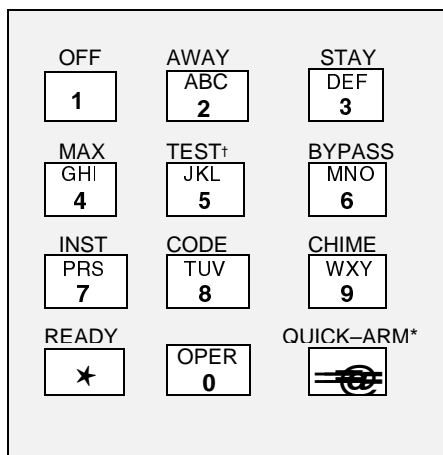 OFF AWAY STAY
ABC DEF
1 2 3
MAX TEST† BYPASS
GHI JKL MNO
4 5 6
INST CODE CHIME
PRS TUV WXY
7 8 9
READY QUICK–ARM*
OPER
* 0 @